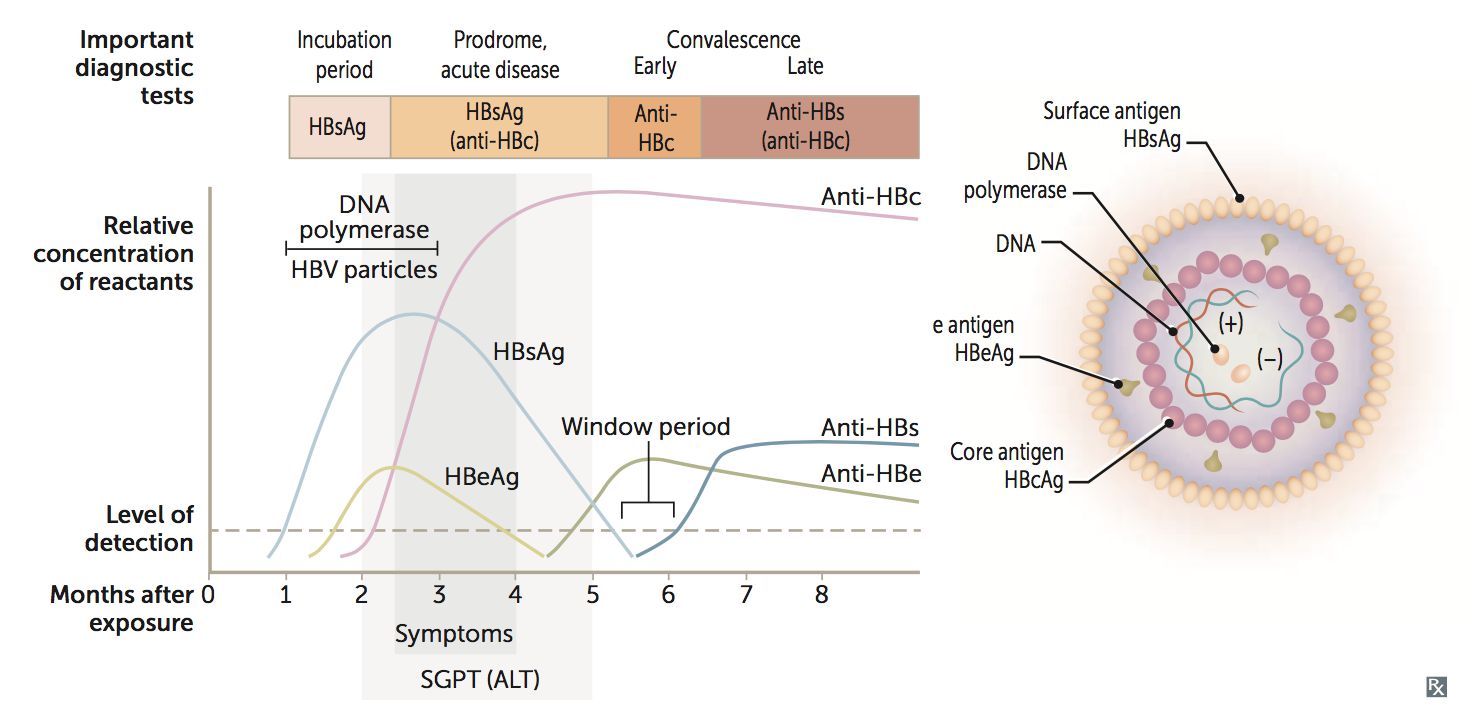 Important
diagnostic
tests
Incubation
period
Prodrome,
acute disease
Convalescence
Early
Late
HBsAg
HBsAg
(anti-HBc)
Anti-
HBc
Anti-HBs
(anti-HBc)
Relative
concentration
of reactants
DNA
polymerase
HBV particles
Anti-HBc
HBsAg
HBeAg
Window period
Anti-HBs
Anti-HBe
Level of
detection
Months after
exposure
0 1 2 3 4 5 6 7 8
Symptoms
SGPT (ALT)
Surface antigen
HBsAg
DNA
polymerase
DNA
e antigen
HBeAg
Core antigen
HBcAg
(+)
(–)
Rx